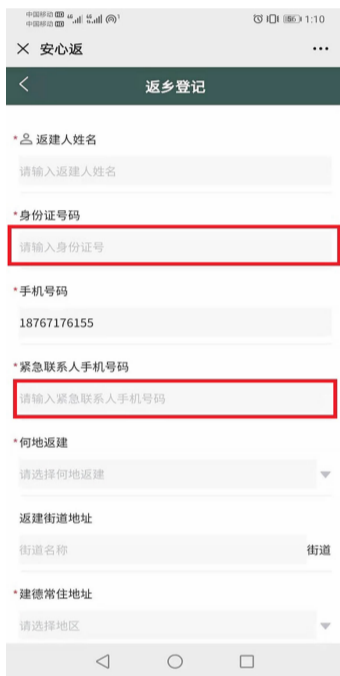 中国移动 HD 46 46 1:10
中国移动 HD
安心返
返乡登记
*返建人姓名
请输入返建人姓名
*身份证号码
请输入身份证号
*手机号码
18767176155
*紧急联系人手机号码
请输入紧急联系人手机号码
*何地返建
请选择何地返建
返建街道地址
街道名称 街道
*建德常住地址
请选择地区